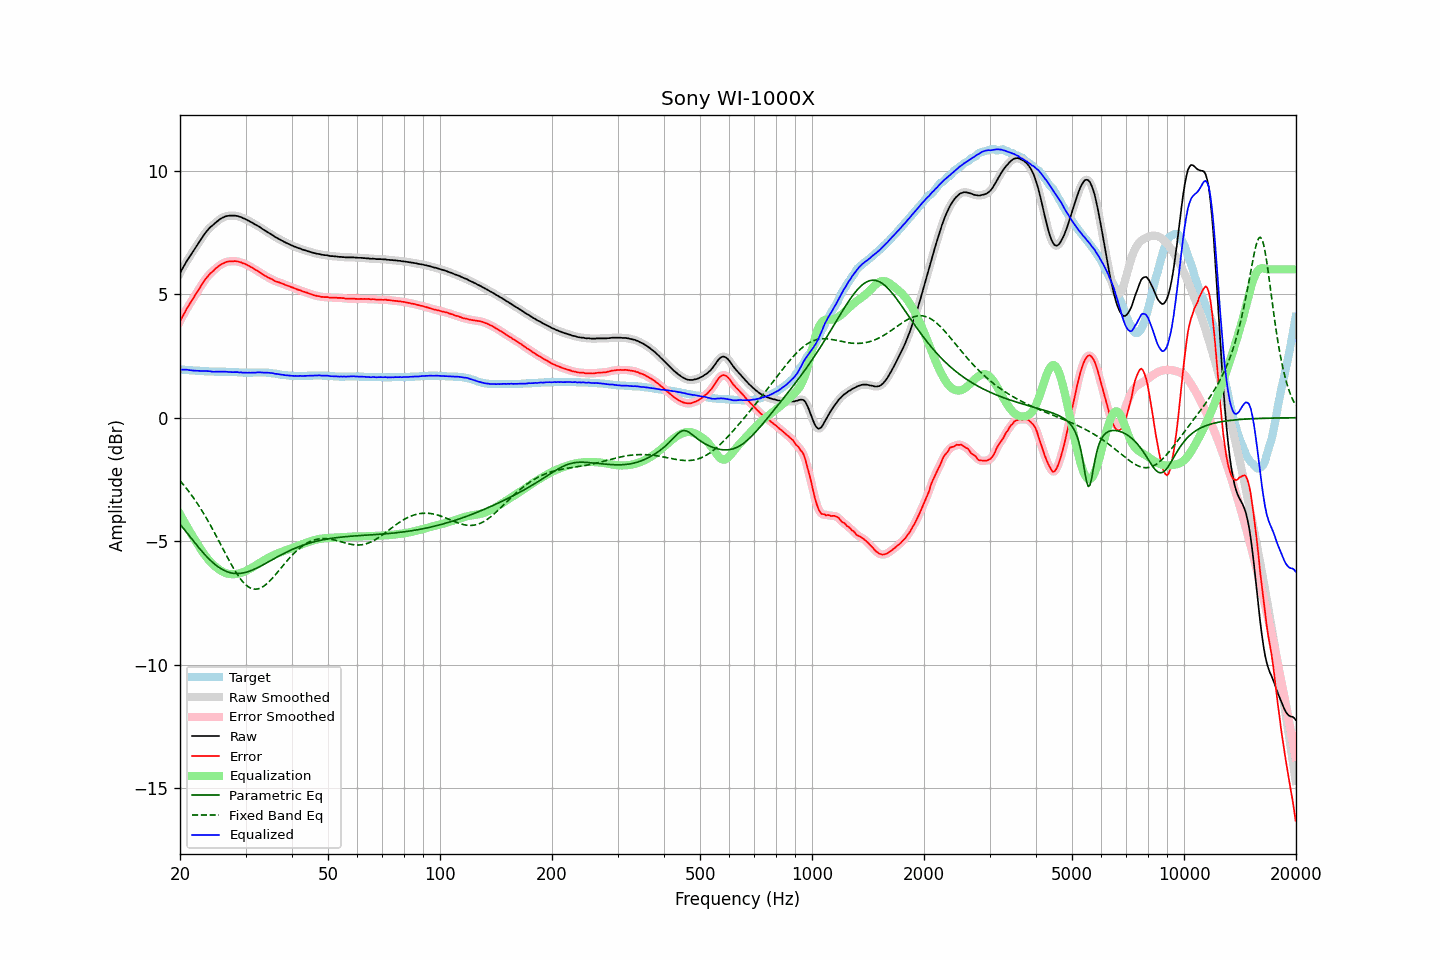 Sony WI-1000X
Amplitude (dBr)
10
5
0
−5
−10
−15
Target
Raw Smoothed
Error Smoothed
Raw
Error
Equalization
Parametric Eq
Fixed Band Eq
Equalized
20
50
100
200
500
1000
2000
5000
10000
20000
Frequency (Hz)